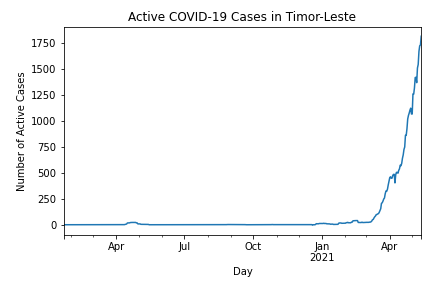 Active COVID-19 Cases in Timor-Leste
Number of Active Cases
1750
1500
1250
1000
750
500
250
0
Apr
Jul
Oct
Jan
2021
Apr
Day